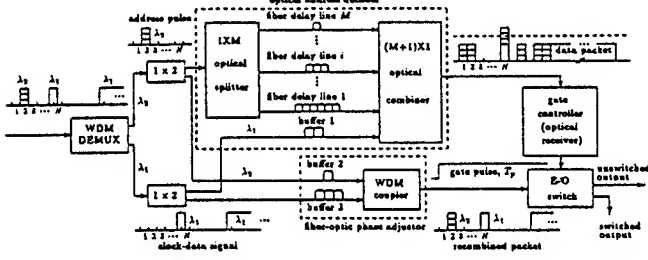 address pulse
fiber delay line M
λ₂
1 2 3 ... N
1XM
optical
splitter
fiber delay line i
(M+1)X1
optical
combiner
data packet
1 2 3 ... N
λ₂
λ₁
λ₁
1 2 3 ... N
1 × 2
λ₂
fiber delay line 1
buffer 1
λ₁
gate
controller
(optical
receiver)
WDM
DEMUX
λ₁
1 × 2
λ₂
buffer 2
buffer 3
WDM
coupler
gate pulse, Tₚ
E/O
switch
unswitched
output
switched
output
λ₁
λ₁
1 2 3 ... N
clock-data signal
fiber-optic phase adjustor
λ₂
λ₁
1 2 3 ... N
recombined packet